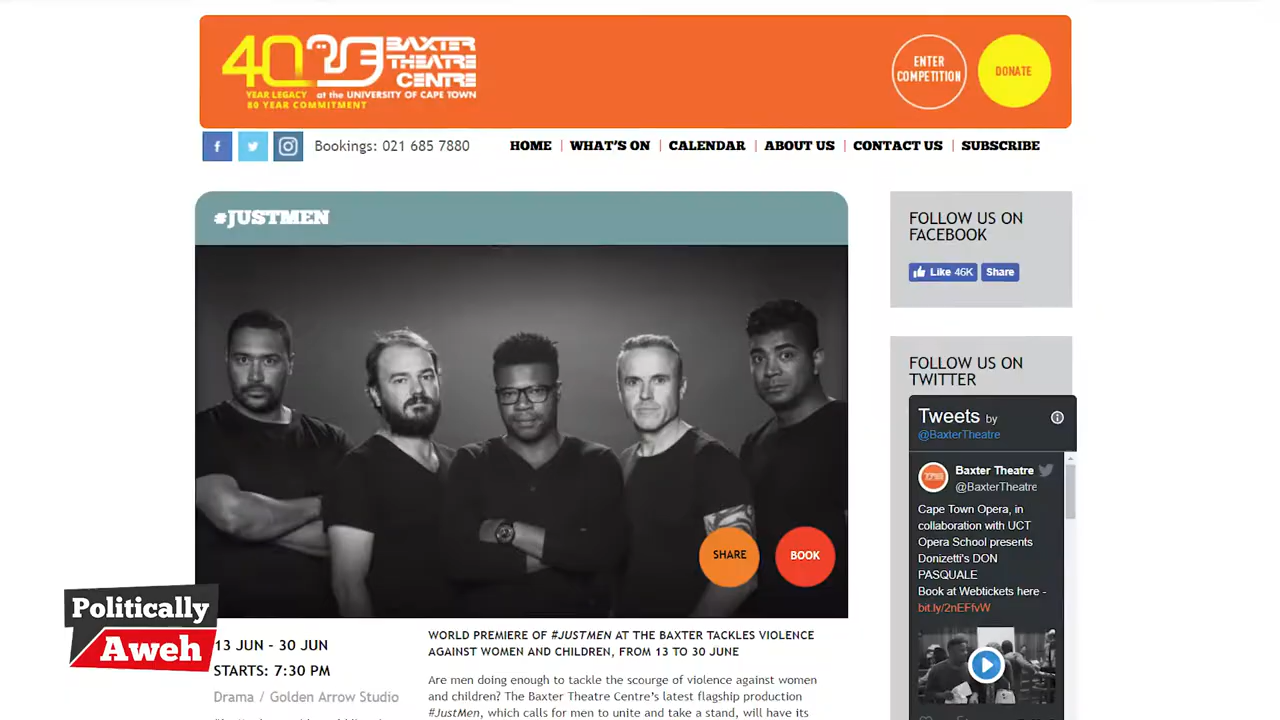 40 BAXTER
THEATRE
CENTRE
YEAR LEGACY at the UNIVERSITY OF CAPE TOWN
80 YEAR COMMITMENT
ENTER
COMPETITION
DONATE
Bookings: 021 685 7880
HOME | WHAT'S ON | CALENDAR | ABOUT US | CONTACT US | SUBSCRIBE
#JUSTMEN
SHARE
BOOK
13 JUN - 30 JUN
STARTS: 7:30 PM
Drama / Golden Arrow Studio
WORLD PREMIERE OF #JUSTMEN AT THE BAXTER TACKLES VIOLENCE
AGAINST WOMEN AND CHILDREN, FROM 13 TO 30 JUNE
Are men doing enough to tackle the scourge of violence against women
and children? The Baxter Theatre Centre's latest flagship production
#JustMen, which calls for men to unite and take a stand, will have its
FOLLOW US ON
FACEBOOK
Like 46K Share
FOLLOW US ON
TWITTER
Tweets by
@BaxterTheatre
Baxter Theatre
@BaxterTheatre
Cape Town Opera, in
collaboration with UCT
Opera School presents
Donizetti's DON
PASQUALE
Book at Webtickets here -
bit.ly/2nEFfvW
Politically
Aweh